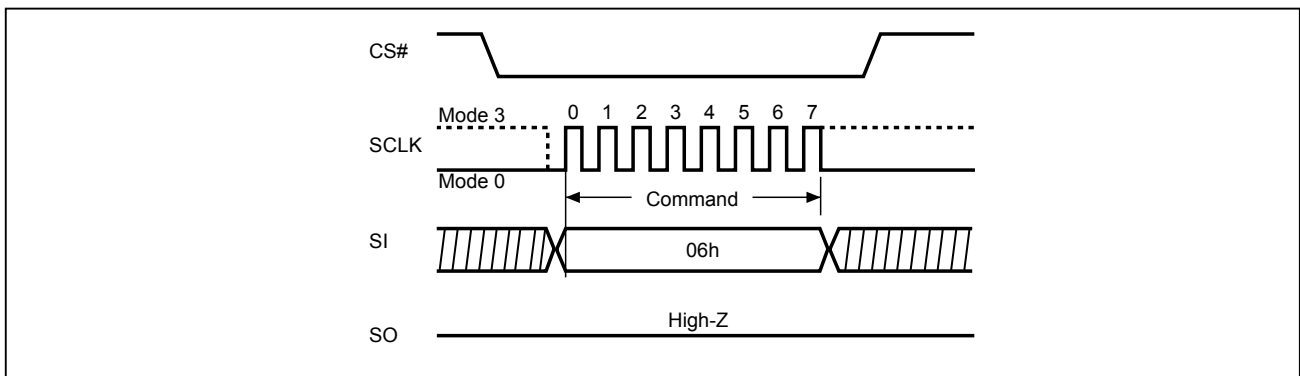 CS#
Mode 3
0 1 2 3 4 5 6 7
SCLK
Mode 0
Command
SI
06h
High-Z
SO